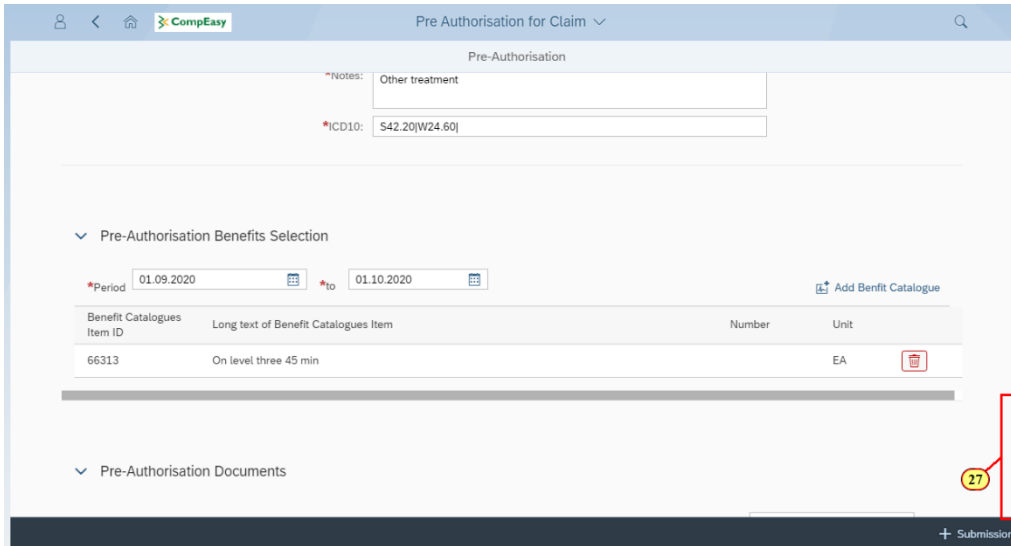 CompEasy
Pre Authorisation for Claim
Pre-Authorisation
*Notes:
Other treatment
*ICD10:
S42.20|W24.60|
Pre-Authorisation Benefits Selection
*Period 01.09.2020 *to 01.10.2020
Add Benfit Catalogue
Benefit Catalogues Item ID
Long text of Benefit Catalogues Item
Number
Unit
66313
On level three 45 min
EA
Pre-Authorisation Documents
27
+ Submission